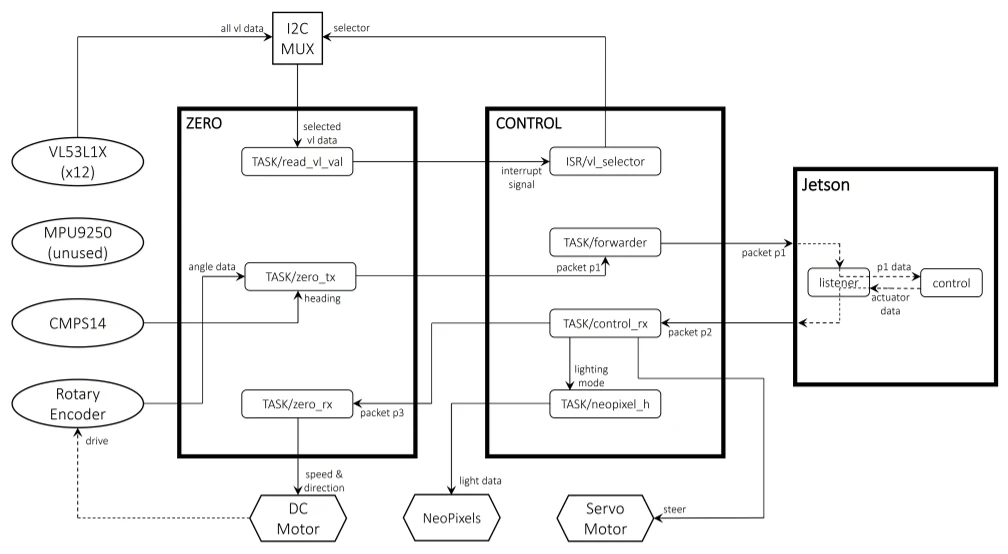 all vl data
I2C
MUX
selector
ZERO
selected
vl data
TASK/read_vl_val
CONTROL
ISR/vl_selector
interrupt
signal
VL53L1X
(x12)
Jetson
MPU9250
(unused)
TASK/forwarder
packet p1
angle data
TASK/zero_tx
packet p1
heading
listener
p1 data
control
actuator
data
CMPS14
TASK/control_rx
packet p2
lighting
mode
Rotary
Encoder
TASK/zero_rx
packet p3
TASK/neopixel_h
drive
speed &
direction
light data
DC
Motor
NeoPixels
Servo
Motor
steer